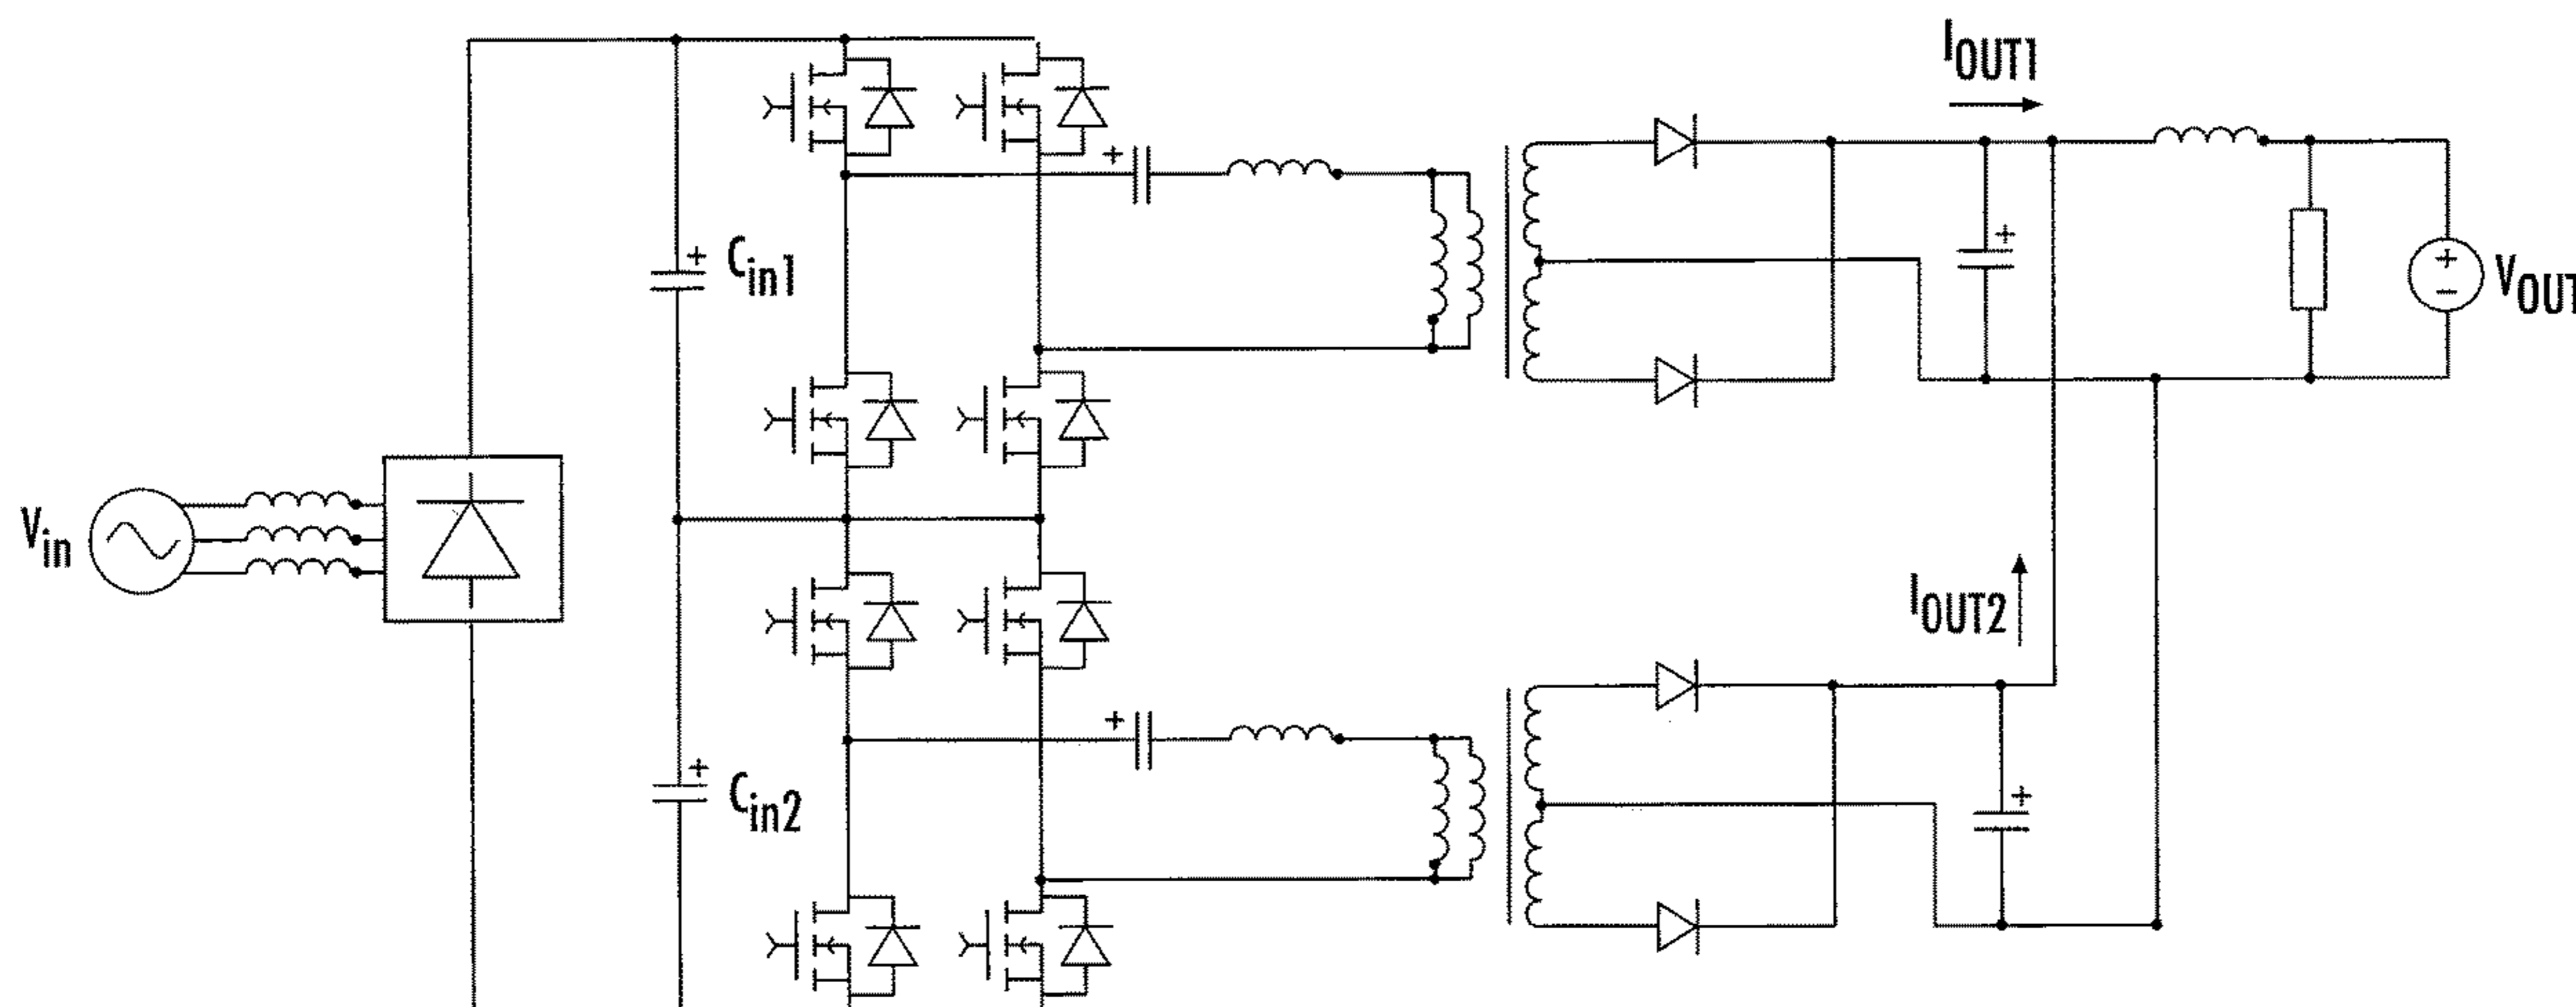 I_OUT1
+
+
+
C_in1
+
-
V_OUT
V_in
I_OUT2
+
+
C_in2
+